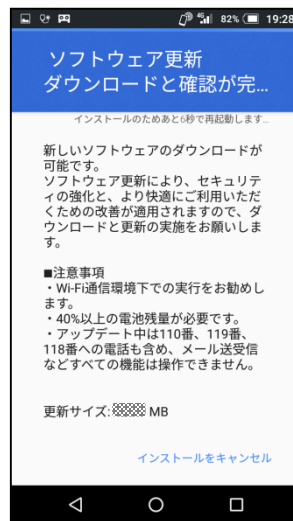 4G 82% 19:28
ソフトウェア更新
ダウンロードと確認が完...
インストールのためあと6秒で再起動します...
新しいソフトウェアのダウンロードが
可能です。
ソフトウェア更新により、セキュリテ
ィの強化と、より快適にご利用いただ
くための改善が適用されますので、ダ
ウンロードと更新の実施をお願いしま
す。
■注意事項
・Wi-Fi通信環境下での実行をお勧めし
ます。
・40%以上の電池残量が必要です。
・アップデート中は110番、119番、
118番への電話も含め、メール送受信
などすべての機能は操作できません。
更新サイズ: MB
インストールをキャンセル